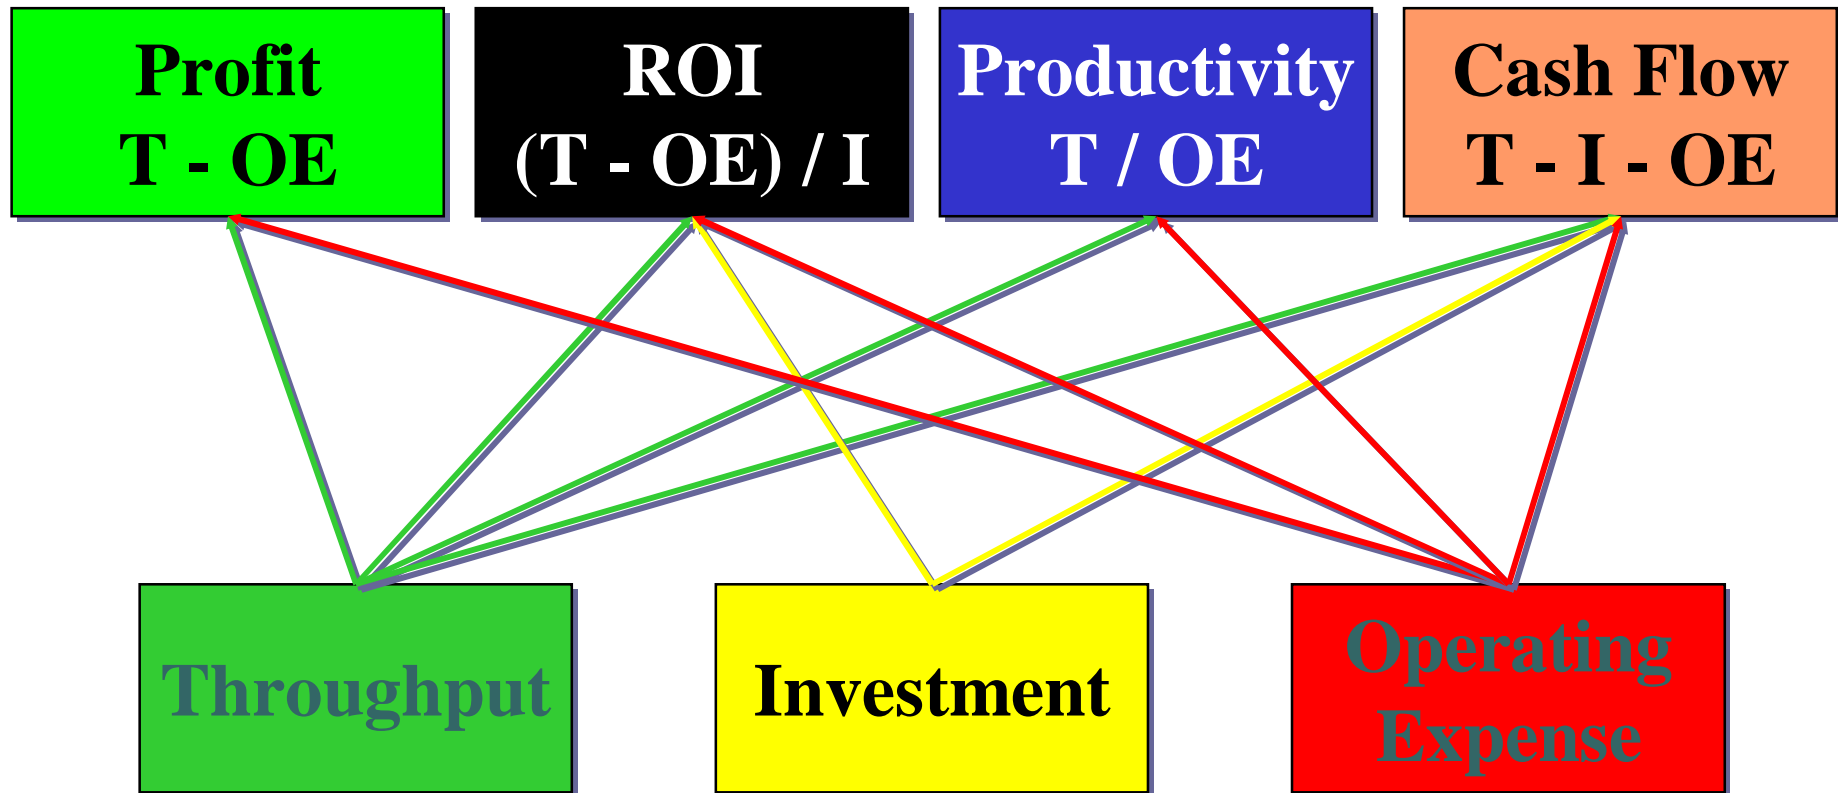 Profit
T - OE
ROI
(T - OE) / I
Productivity
T / OE
Cash Flow
T - I - OE
Throughput
Investment
Operating
Expense